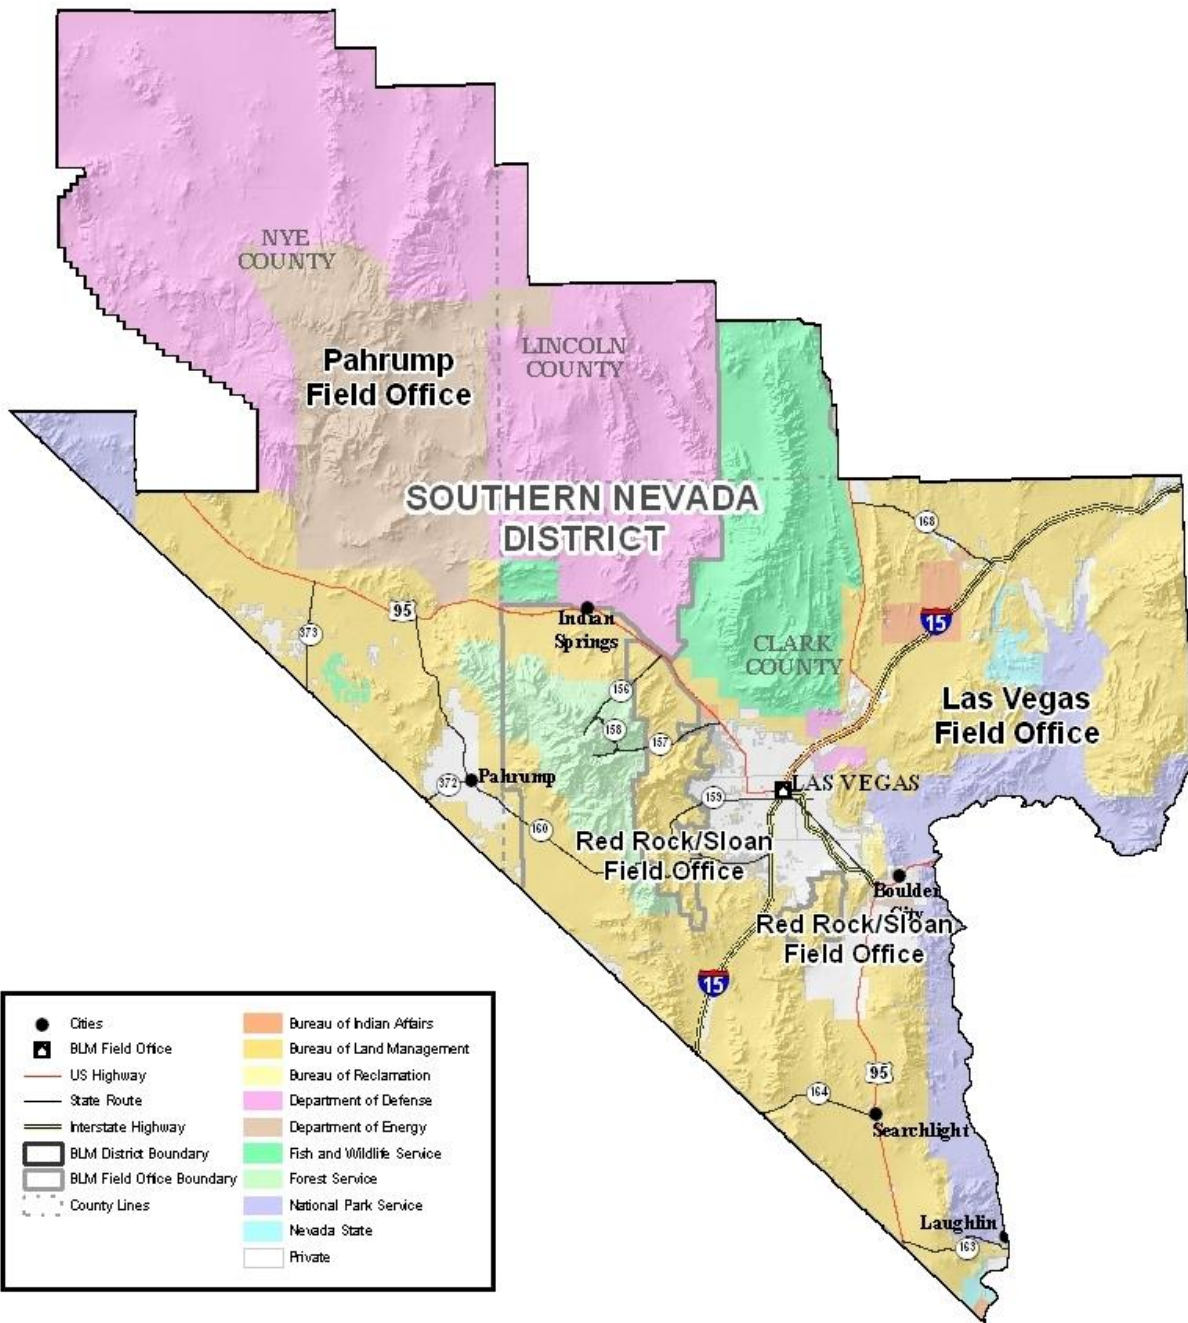 NYE
COUNTY
LINCOLN
COUNTY
Pahrump
Field Office
SOUTHERN NEVADA
DISTRICT
168
95
373
Indian
Springs
15
CLARK
COUNTY
156
158
157
Las Vegas
Field Office
372
Pahrump
159
LAS VEGAS
160
Red Rock/Sloan
Field Office
Boulder
City
Red Rock/Sloan
Field Office
15
95
164
Searchlight
Laughlin
163
Cities
BLM Field Office
US Highway
State Route
Interstate Highway
BLM District Boundary
BLM Field Office Boundary
County Lines
Bureau of Indian Affairs
Bureau of Land Management
Bureau of Reclamation
Department of Defense
Department of Energy
Fish and Wildlife Service
Forest Service
National Park Service
Nevada State
Private